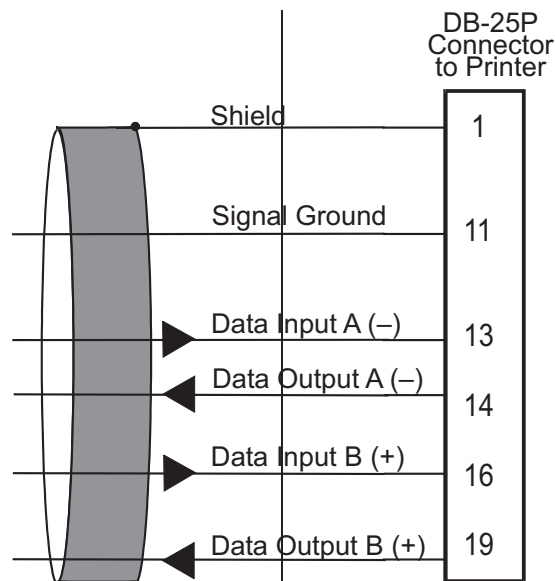 DB-25P
Connector
to Printer
Shield 1
Signal Ground 11
Data Input A (–) 13
Data Output A (–) 14
Data Input B (+) 16
Data Output B (+) 19